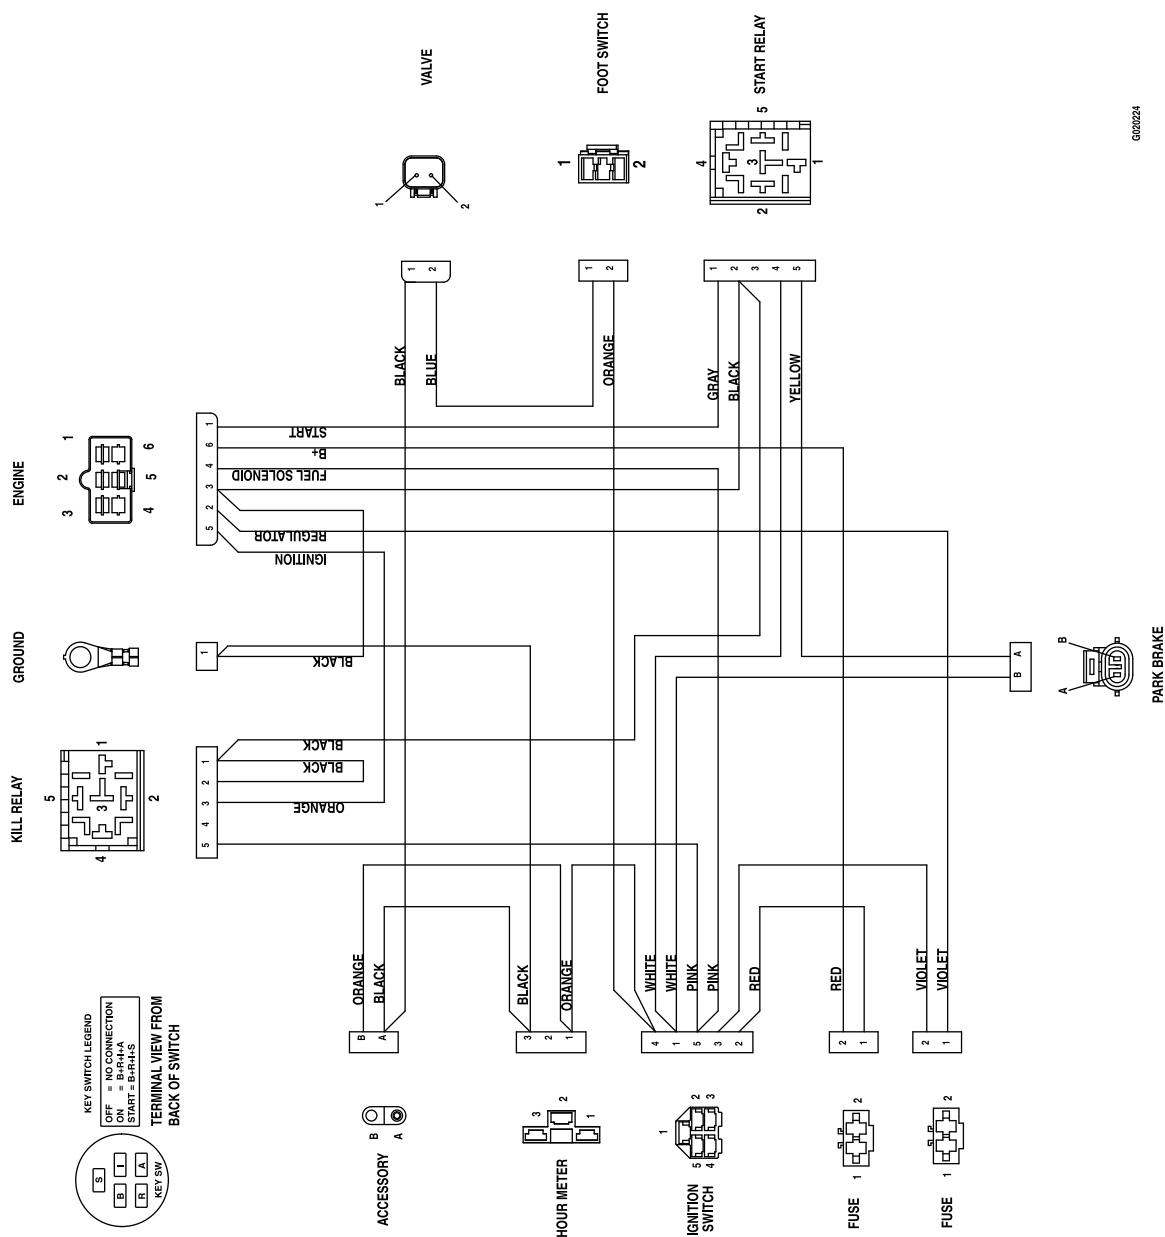 VALVE
1
2
FOOT SWITCH
1
2
START RELAY
4
5
3
2
1
G020224
1
2
1
2
1
2
3
4
5
BLACK
BLUE
ORANGE
GRAY
BLACK
YELLOW
ENGINE
1
2
3
6
5
4
1
6
4
3
2
5
START
B+
FUEL SOLENOID
REGULATOR
IGNITION
GROUND
1
BLACK
KILL RELAY
5
1
3
4
2
1
2
3
4
5
BLACK
BLACK
ORANGE
A
B
B
A
PARK BRAKE
ORANGE
BLACK
BLACK
ORANGE
WHITE
WHITE
PINK
PINK
RED
RED
VIOLET
VIOLET
B
A
3
2
1
4
1
5
3
2
2
1
2
1
KEY SWITCH LEGEND
OFF = NO CONNECTION
ON = B+R+I+A
START = B+R+I+S
TERMINAL VIEW FROM
BACK OF SWITCH
S
B
I
R
A
KEY SW
B
A
ACCESSORY
3
2
1
HOUR METER
1
2
3
5
4
IGNITION
SWITCH
1
2
FUSE
1
2
FUSE